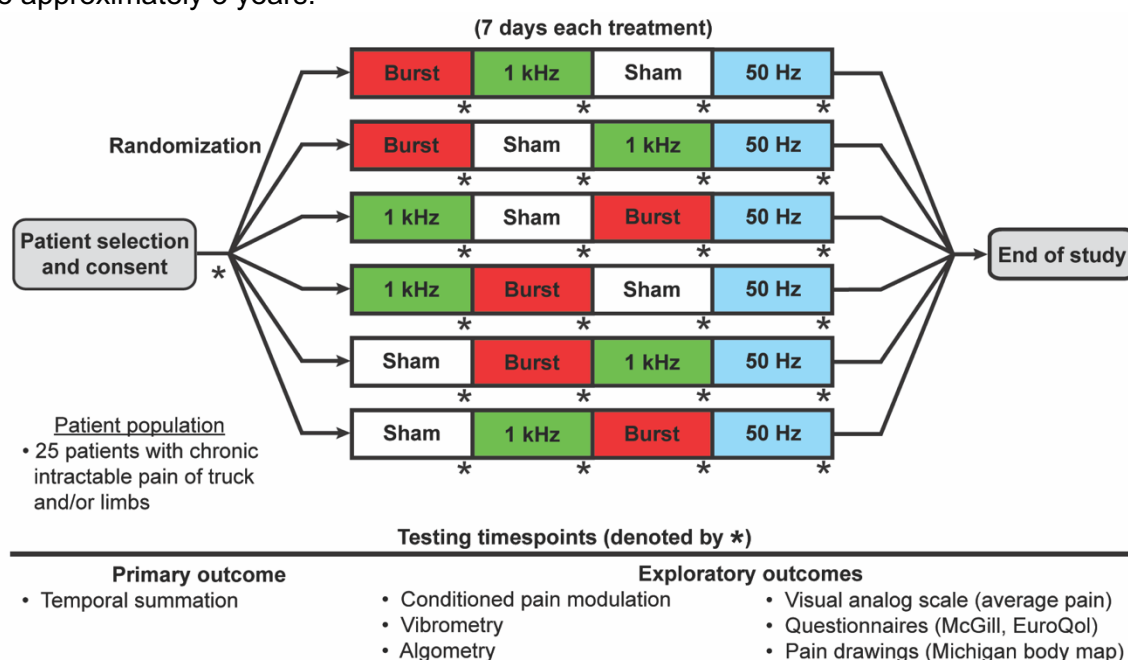 approximately 3 years.
(7 days each treatment)
Burst 1 kHz Sham 50 Hz
* * * *
Randomization
Burst Sham 1 kHz 50 Hz
* * * *
1 kHz Sham Burst 50 Hz
* * * *
Patient selection
and consent
*
End of study
1 kHz Burst Sham 50 Hz
* * * *
Sham Burst 1 kHz 50 Hz
* * * *
Sham 1 kHz Burst 50 Hz
* * * *
Patient population
• 25 patients with chronic
intractable pain of truck
and/or limbs
Testing timespoints (denoted by *)
Primary outcome
• Temporal summation
Exploratory outcomes
• Conditioned pain modulation
• Vibrometry
• Algometry
• Visual analog scale (average pain)
• Questionnaires (McGill, EuroQol)
• Pain drawings (Michigan body map)